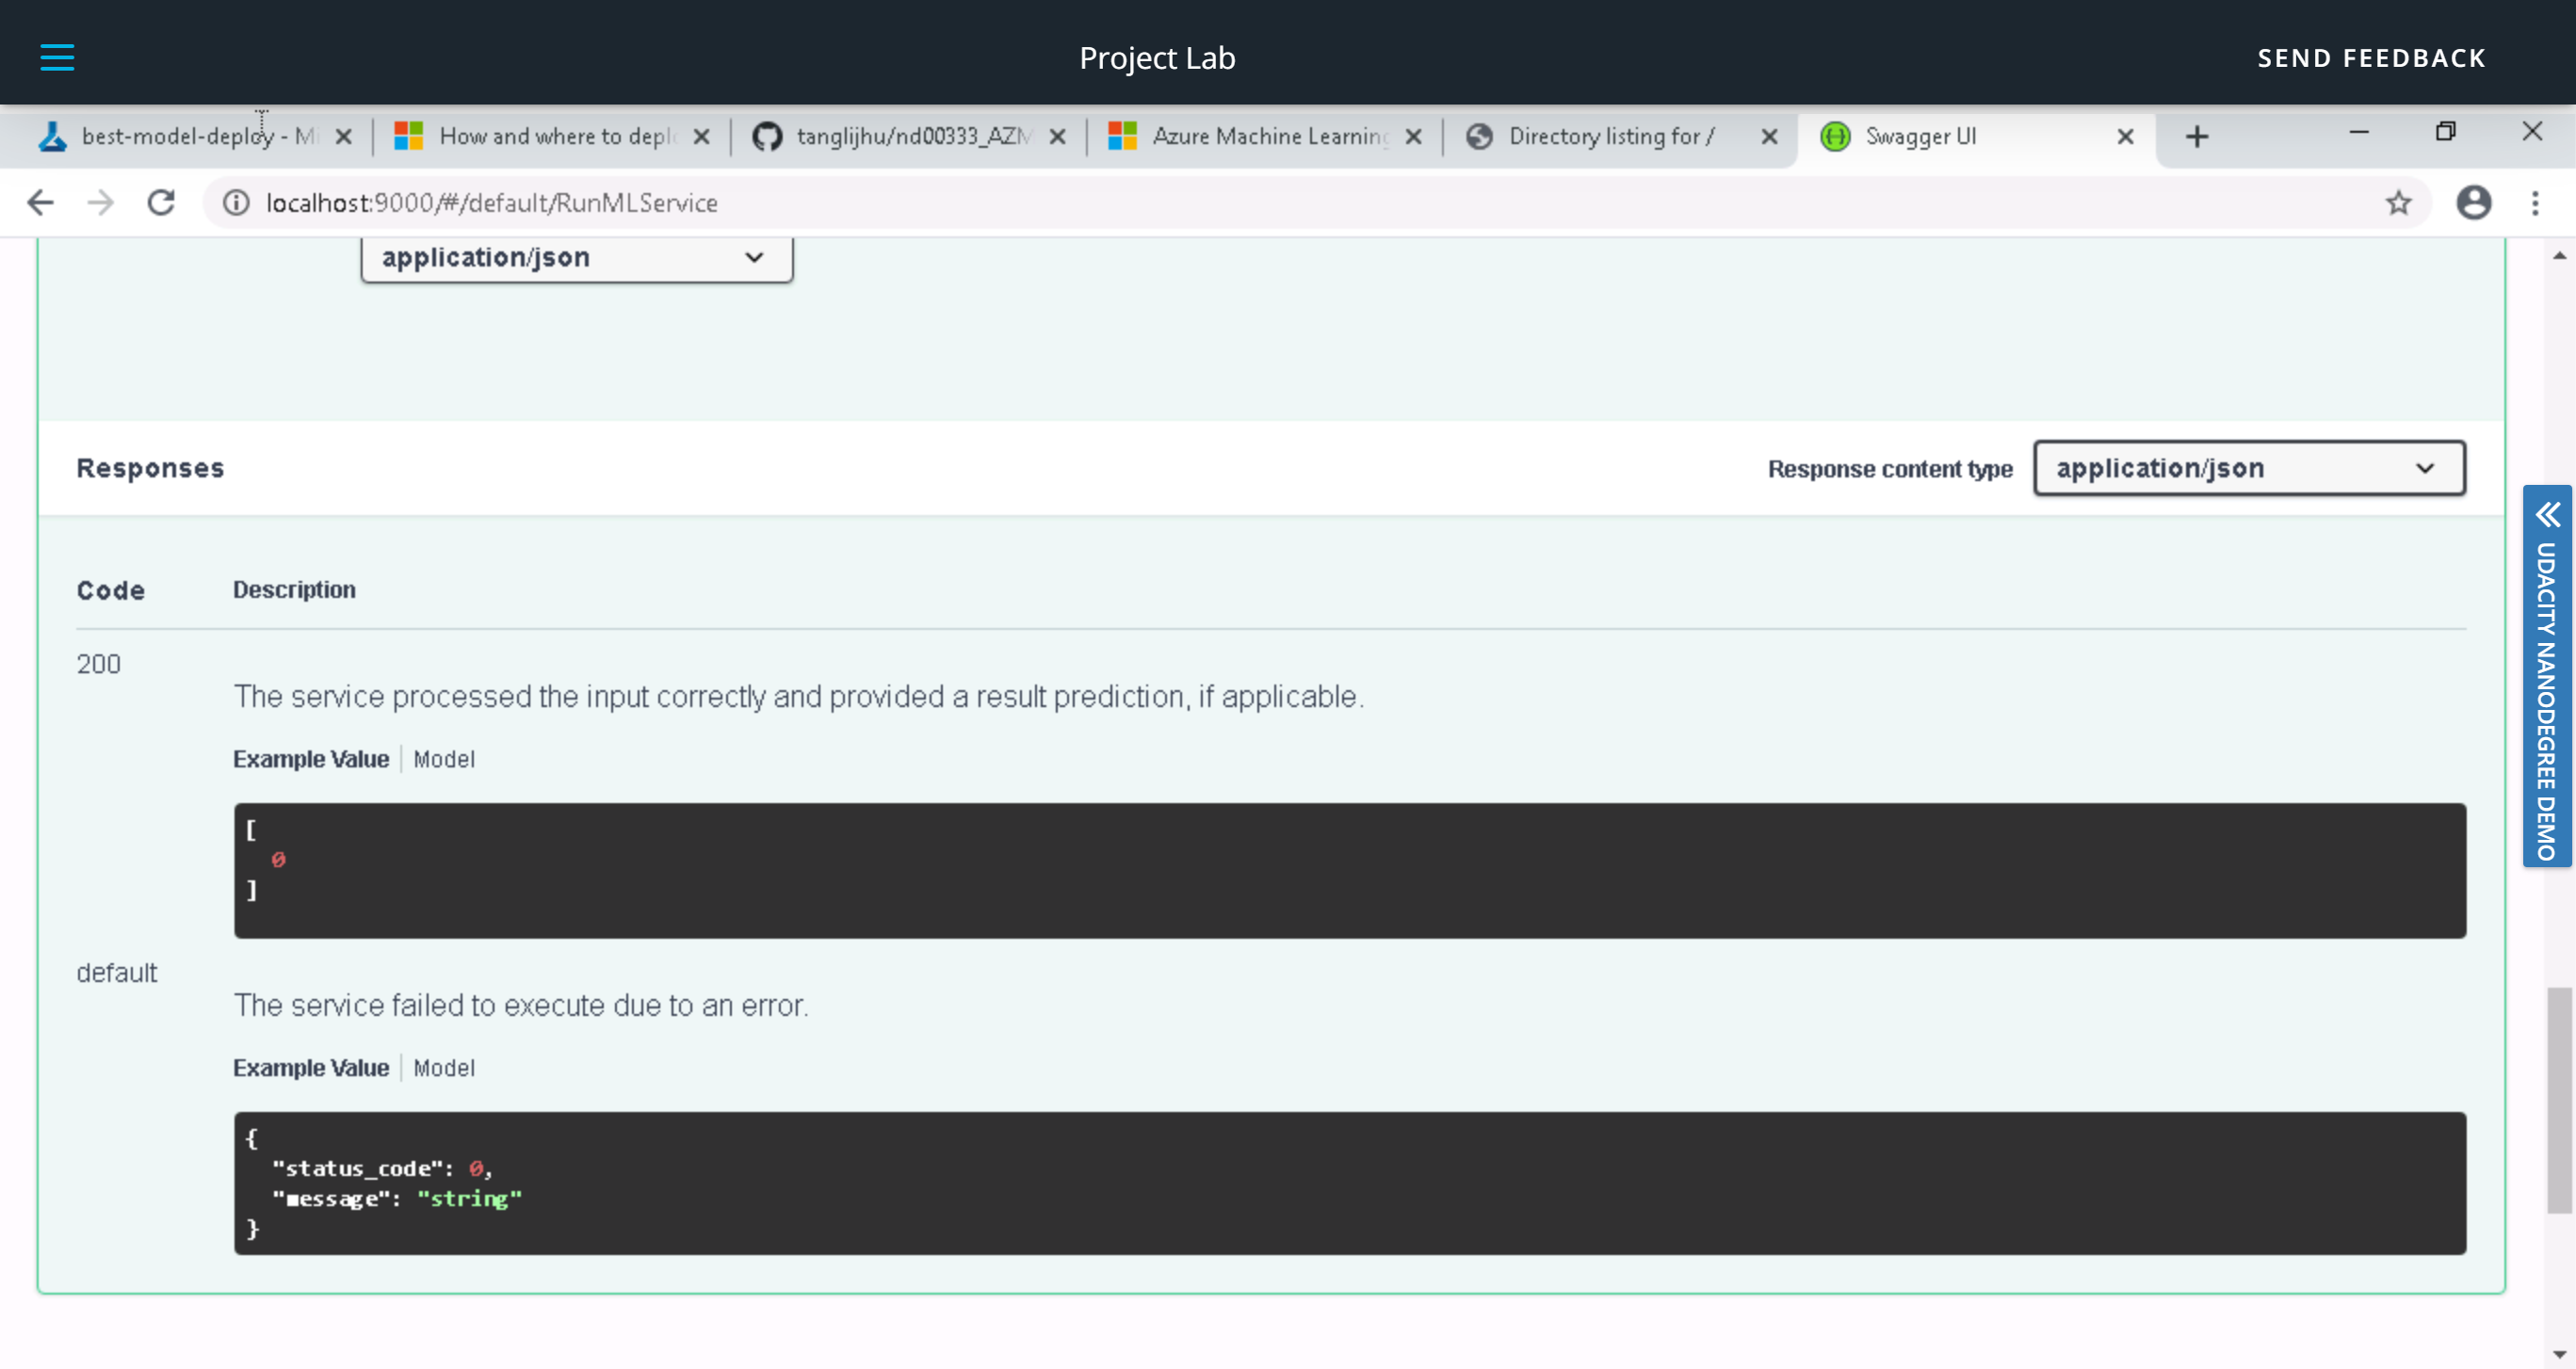 Project Lab
SEND FEEDBACK
best-model-deploy - Mi
How and where to deplo
tanglijhu/nd00333_AZM
Azure Machine Learning
Directory listing for /
Swagger UI
localhost:9000/#/default/RunMLService
application/json
Responses
Response content type
application/json
Code
Description
200
The service processed the input correctly and provided a result prediction, if applicable.
Example Value
Model
[
0
]
default
The service failed to execute due to an error.
Example Value
Model
{
"status_code": 0,
"message": "string"
}
UDACITY NANODEGREE DEMO